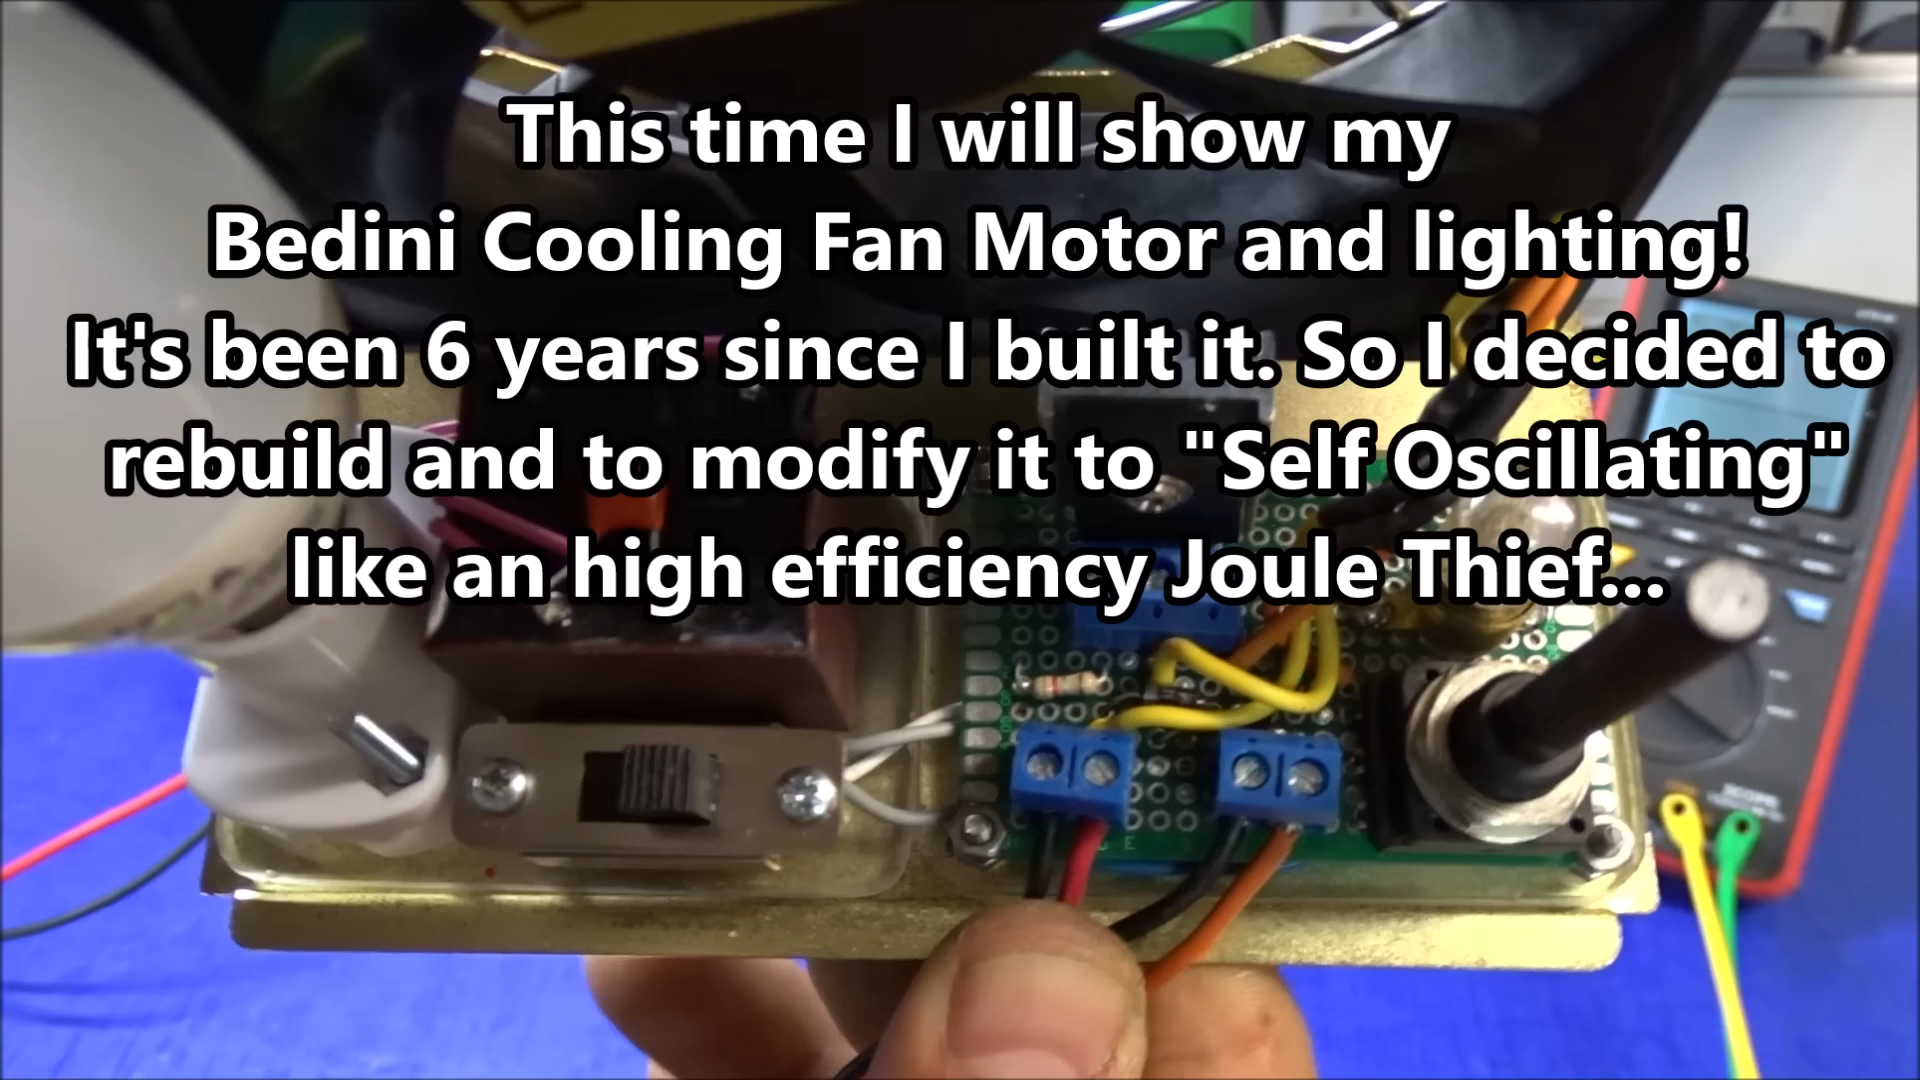 This time I will show my
Bedini Cooling Fan Motor and lighting!
It's been 6 years since I built it. So I decided to
rebuild and to modify it to "Self Oscillating"
like an high efficiency Joule Thief...
SCOPE